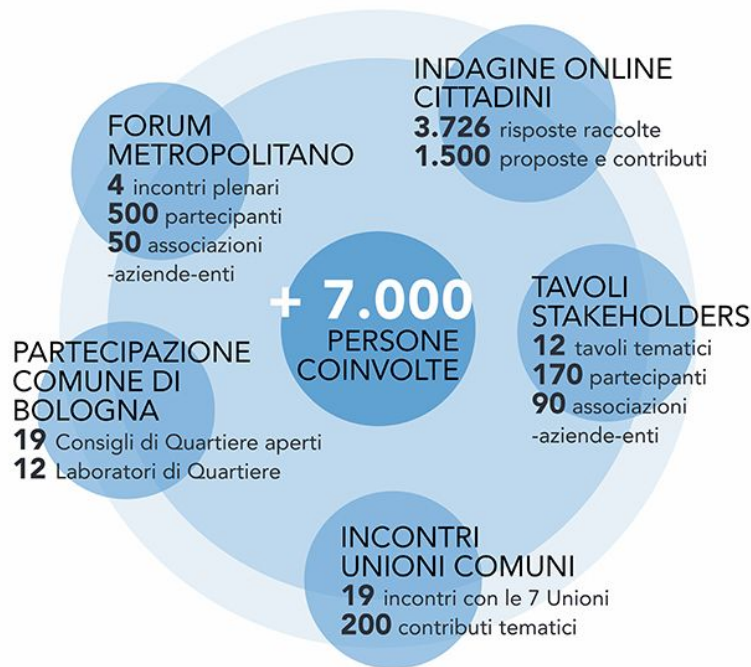 INDAGINE ONLINE
CITTADINI
3.726 risposte raccolte
1.500 proposte e contributi
FORUM
METROPOLITANO
4 incontri plenari
500 partecipanti
50 associazioni
-aziende-enti
+ 7.000
PERSONE
COINVOLTE
TAVOLI
STAKEHOLDERS
12 tavoli tematici
170 partecipanti
90 associazioni
-aziende-enti
PARTECIPAZIONE
COMUNE DI
BOLOGNA
19 Consigli di Quartiere aperti
12 Laboratori di Quartiere
INCONTRI
UNIONI COMUNI
19 incontri con le 7 Unioni
200 contributi tematici